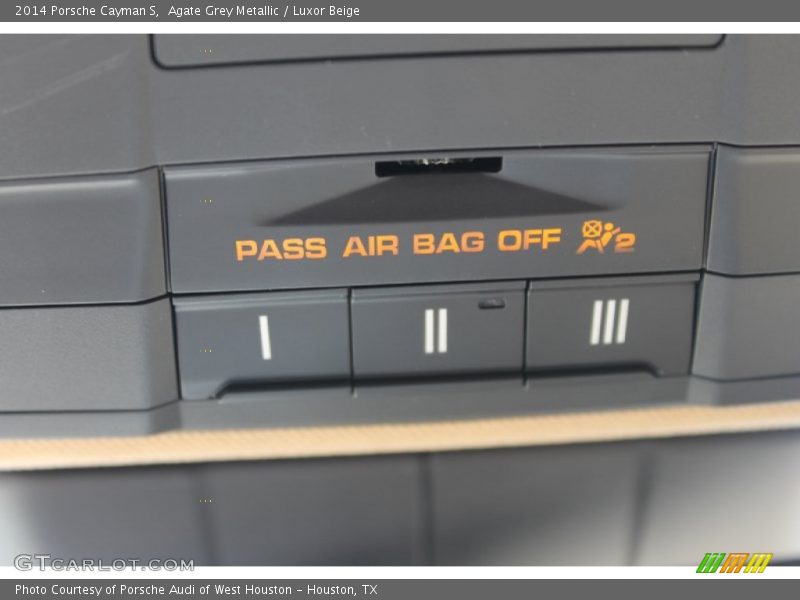 2014 Porsche Cayman S, Agate Grey Metallic / Luxor Beige
PASS AIR BAG OFF 2
I II III
GTCARLOT.COM
Photo Courtesy of Porsche Audi of West Houston – Houston, TX